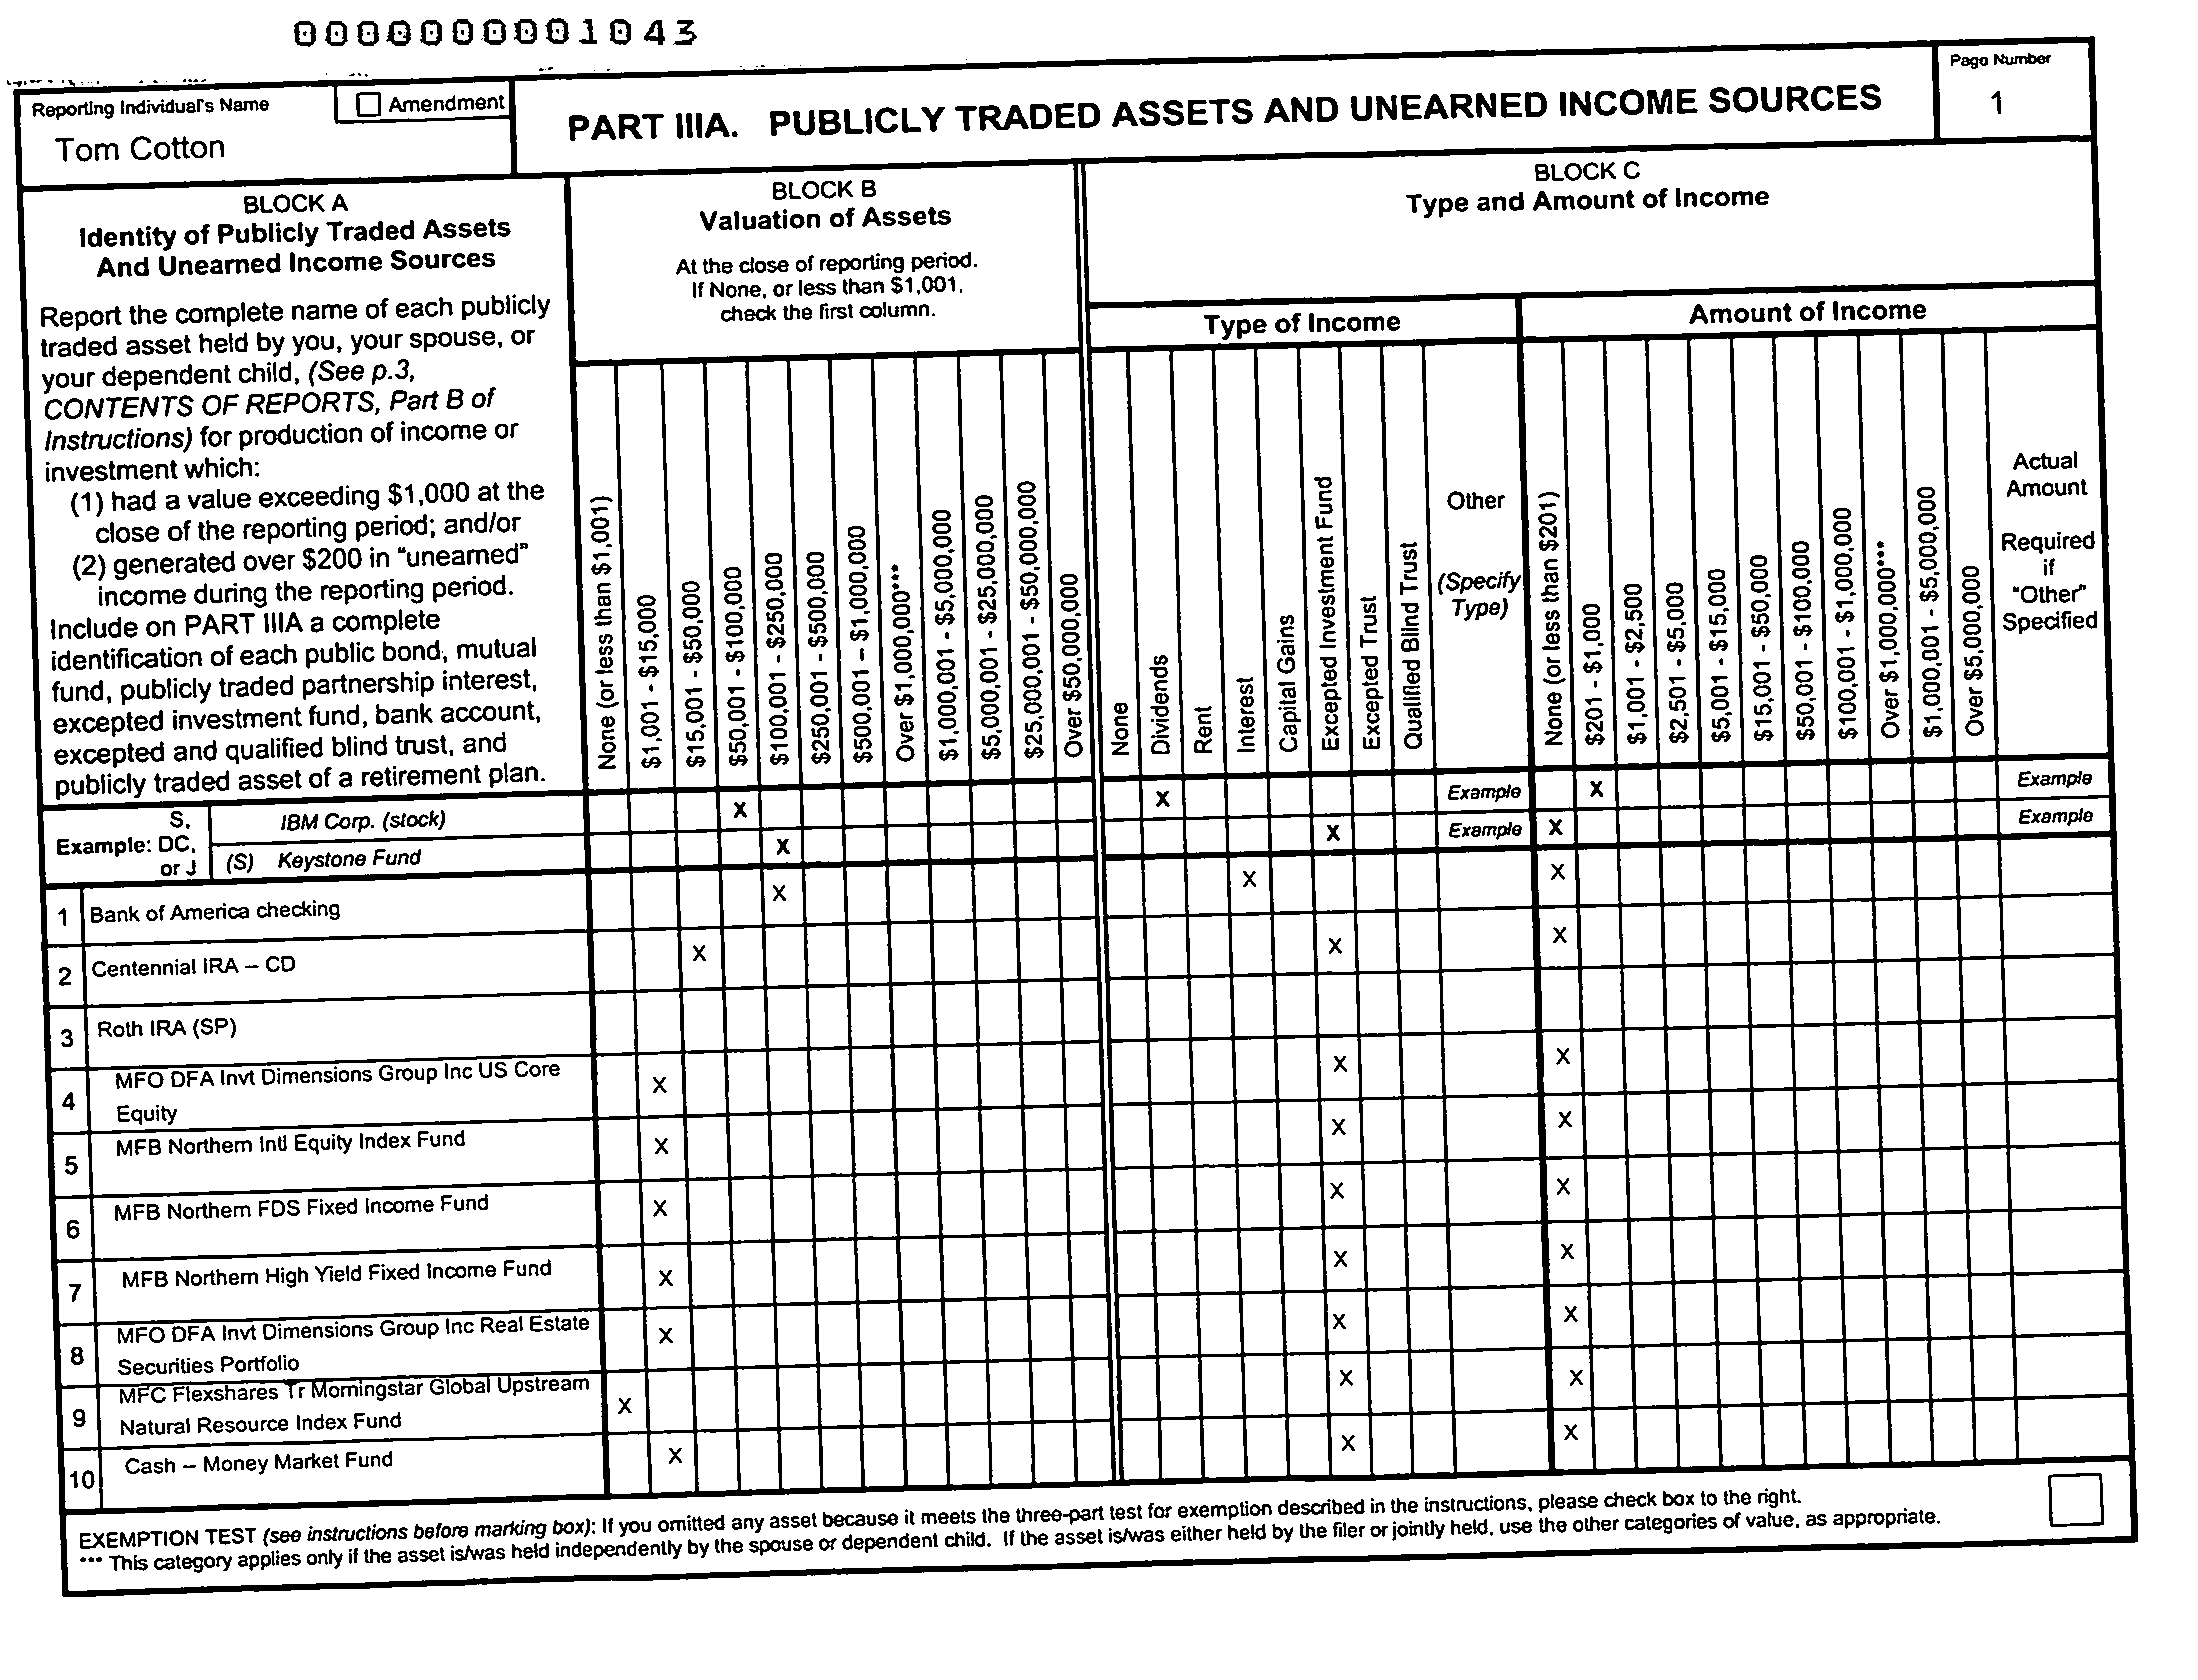 0000000001043
Reporting Individual's Name
Amendment
Tom Cotton
PART IIIA. PUBLICLY TRADED ASSETS AND UNEARNED INCOME SOURCES
Page Number
1
BLOCK A
Identity of Publicly Traded Assets
And Unearned Income Sources
Report the complete name of each publicly
traded asset held by you, your spouse, or
your dependent child, (See p.3,
CONTENTS OF REPORTS, Part B of
Instructions) for production of income or
investment which:
(1) had a value exceeding $1,000 at the
close of the reporting period; and/or
(2) generated over $200 in "unearned"
income during the reporting period.
Include on PART IIIA a complete
identification of each public bond, mutual
fund, publicly traded partnership interest,
excepted investment fund, bank account,
excepted and qualified blind trust, and
publicly traded asset of a retirement plan.
BLOCK B
Valuation of Assets
At the close of reporting period.
If None, or less than $1,001,
check the first column.
None (or less than $1,001)
$1,001 - $15,000
$15,001 - $50,000
$50,001 - $100,000
$100,001 - $250,000
$250,001 - $500,000
$500,001 – $1,000,000
Over $1,000,000***
$1,000,001 - $5,000,000
$5,000,001 - $25,000,000
$25,000,001 - $50,000,000
Over $50,000,000
BLOCK C
Type and Amount of Income
Type of Income
None
Dividends
Rent
Interest
Capital Gains
Excepted Investment Fund
Excepted Trust
Qualified Blind Trust
Other
(Specify
Type)
Amount of Income
None (or less than $201)
$201 - $1,000
$1,001 - $2,500
$2,501 - $5,000
$5,001 - $15,000
$15,001 - $50,000
$50,001 - $100,000
$100,001 - $1,000,000
Over $1,000,000***
$1,000,001 - $5,000,000
Over $5,000,000
Actual
Amount
Required
if
"Other"
Specified
S,
Example: DC,
or J
IBM Corp. (stock) X X Example X Example
(S) Keystone Fund X X Example X Example
1 Bank of America checking X X X
2 Centennial IRA – CD X X X
3 Roth IRA (SP)
4 MFO DFA Invt Dimensions Group Inc US Core X X X
Equity
5 MFB Northern Intl Equity Index Fund X X X
6 MFB Northern FDS Fixed Income Fund X X X
7 MFB Northern High Yield Fixed Income Fund X X X
8 MFO DFA Invt Dimensions Group Inc Real Estate X X X
Securities Portfolio
9 MFC Flexshares Tr Morningstar Global Upstream X X X
Natural Resource Index Fund
10 Cash – Money Market Fund X X X
EXEMPTION TEST (see instructions before marking box): If you omitted any asset because it meets the three-part test for exemption described in the instructions, please check box to the right.
*** This category applies only if the asset is/was held independently by the spouse or dependent child. If the asset is/was either held by the filer or jointly held, use the other categories of value, as appropriate.